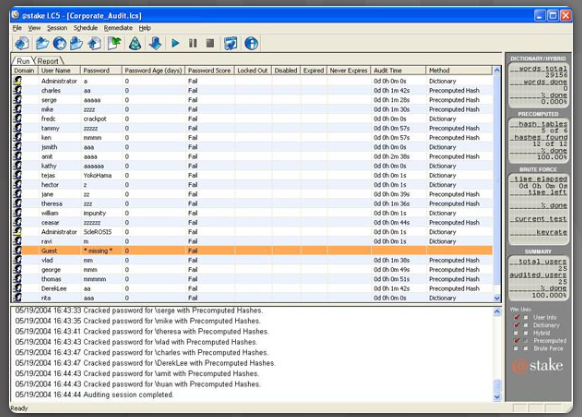 @stake LC5 - [Corporate_Audit.lcs]
File View Session Schedule Remediate Help
Run Report
Domain User Name Password Password Age (days) Password Score Locked Out Disabled Expired Never Expires Audit Time Method
Administrator a 0 Fail 0d 0h 0m 0s Dictionary
charles aa 0 Fail 0d 0h 1m 42s Precomputed Hash
serge aaaaa 0 Fail 0d 0h 1m 28s Precomputed Hash
mike zzzz 0 Fail 0d 0h 1m 30s Precomputed Hash
fredc crackpot 0 Fail 0d 0h 0m 0s Dictionary
tammy zzzzz 0 Fail 0d 0h 0m 57s Precomputed Hash
ken mmmm 0 Fail 0d 0h 0m 57s Precomputed Hash
jsmith aaa 0 Fail 0d 0h 0m 0s Dictionary
amit aaaa 0 Fail 0d 0h 2m 38s Precomputed Hash
kathy aaaaaa 0 Fail 0d 0h 0m 0s Dictionary
tejas YokoHama 0 Fail 0d 0h 0m 1s Dictionary
hector z 0 Fail 0d 0h 0m 1s Dictionary
jane zz 0 Fail 0d 0h 0m 39s Precomputed Hash
theresa zzz 0 Fail 0d 0h 1m 36s Precomputed Hash
william impunity 0 Fail 0d 0h 0m 1s Dictionary
ceasar zzzzzz 0 Fail 0d 0h 0m 44s Precomputed Hash
Administrator 0 Fail 0d 0h 0m 1s Dictionary
ravi m 0 Fail 0d 0h 0m 1s Dictionary
Guest * missing * 0 Fail
vlad mm 0 Fail 0d 0h 1m 38s Precomputed Hash
george mmm 0 Fail 0d 0h 0m 49s Precomputed Hash
thomas mmmmm 0 Fail 0d 0h 0m 51s Precomputed Hash
DerekLee aa 0 Fail 0d 0h 1m 42s Precomputed Hash
rita aaa 0 Fail 0d 0h 0m 0s Dictionary
05/19/2004 16:43:33 Cracked password for \serge with Precomputed Hashes.
05/19/2004 16:43:35 Cracked password for \mike with Precomputed Hashes.
05/19/2004 16:43:41 Cracked password for \theresa with Precomputed Hashes.
05/19/2004 16:43:43 Cracked password for \vlad with Precomputed Hashes.
05/19/2004 16:43:47 Cracked password for \charles with Precomputed Hashes.
05/19/2004 16:43:47 Cracked password for \DerekLee with Precomputed Hashes.
05/19/2004 16:44:43 Cracked password for \amit with Precomputed Hashes.
05/19/2004 16:44:43 Cracked password for \tuan with Precomputed Hashes.
05/19/2004 16:44:44 Auditing session completed.
Ready
DICTIONARY/HYBRID
words total
29156
words done
0
% done
0.000%
PRECOMPUTED
hash tables
5 of 6
hashes found
12 of 12
% done
100.00%
BRUTE FORCE
time elapsed
0d 0h 0m 0s
time left
% done
current test
keyrate
SUMMARY
total users
25
audited users
25
% done
100.000%
User Info
Dictionary
Hybrid
Precomputed
Brute Force
@stake